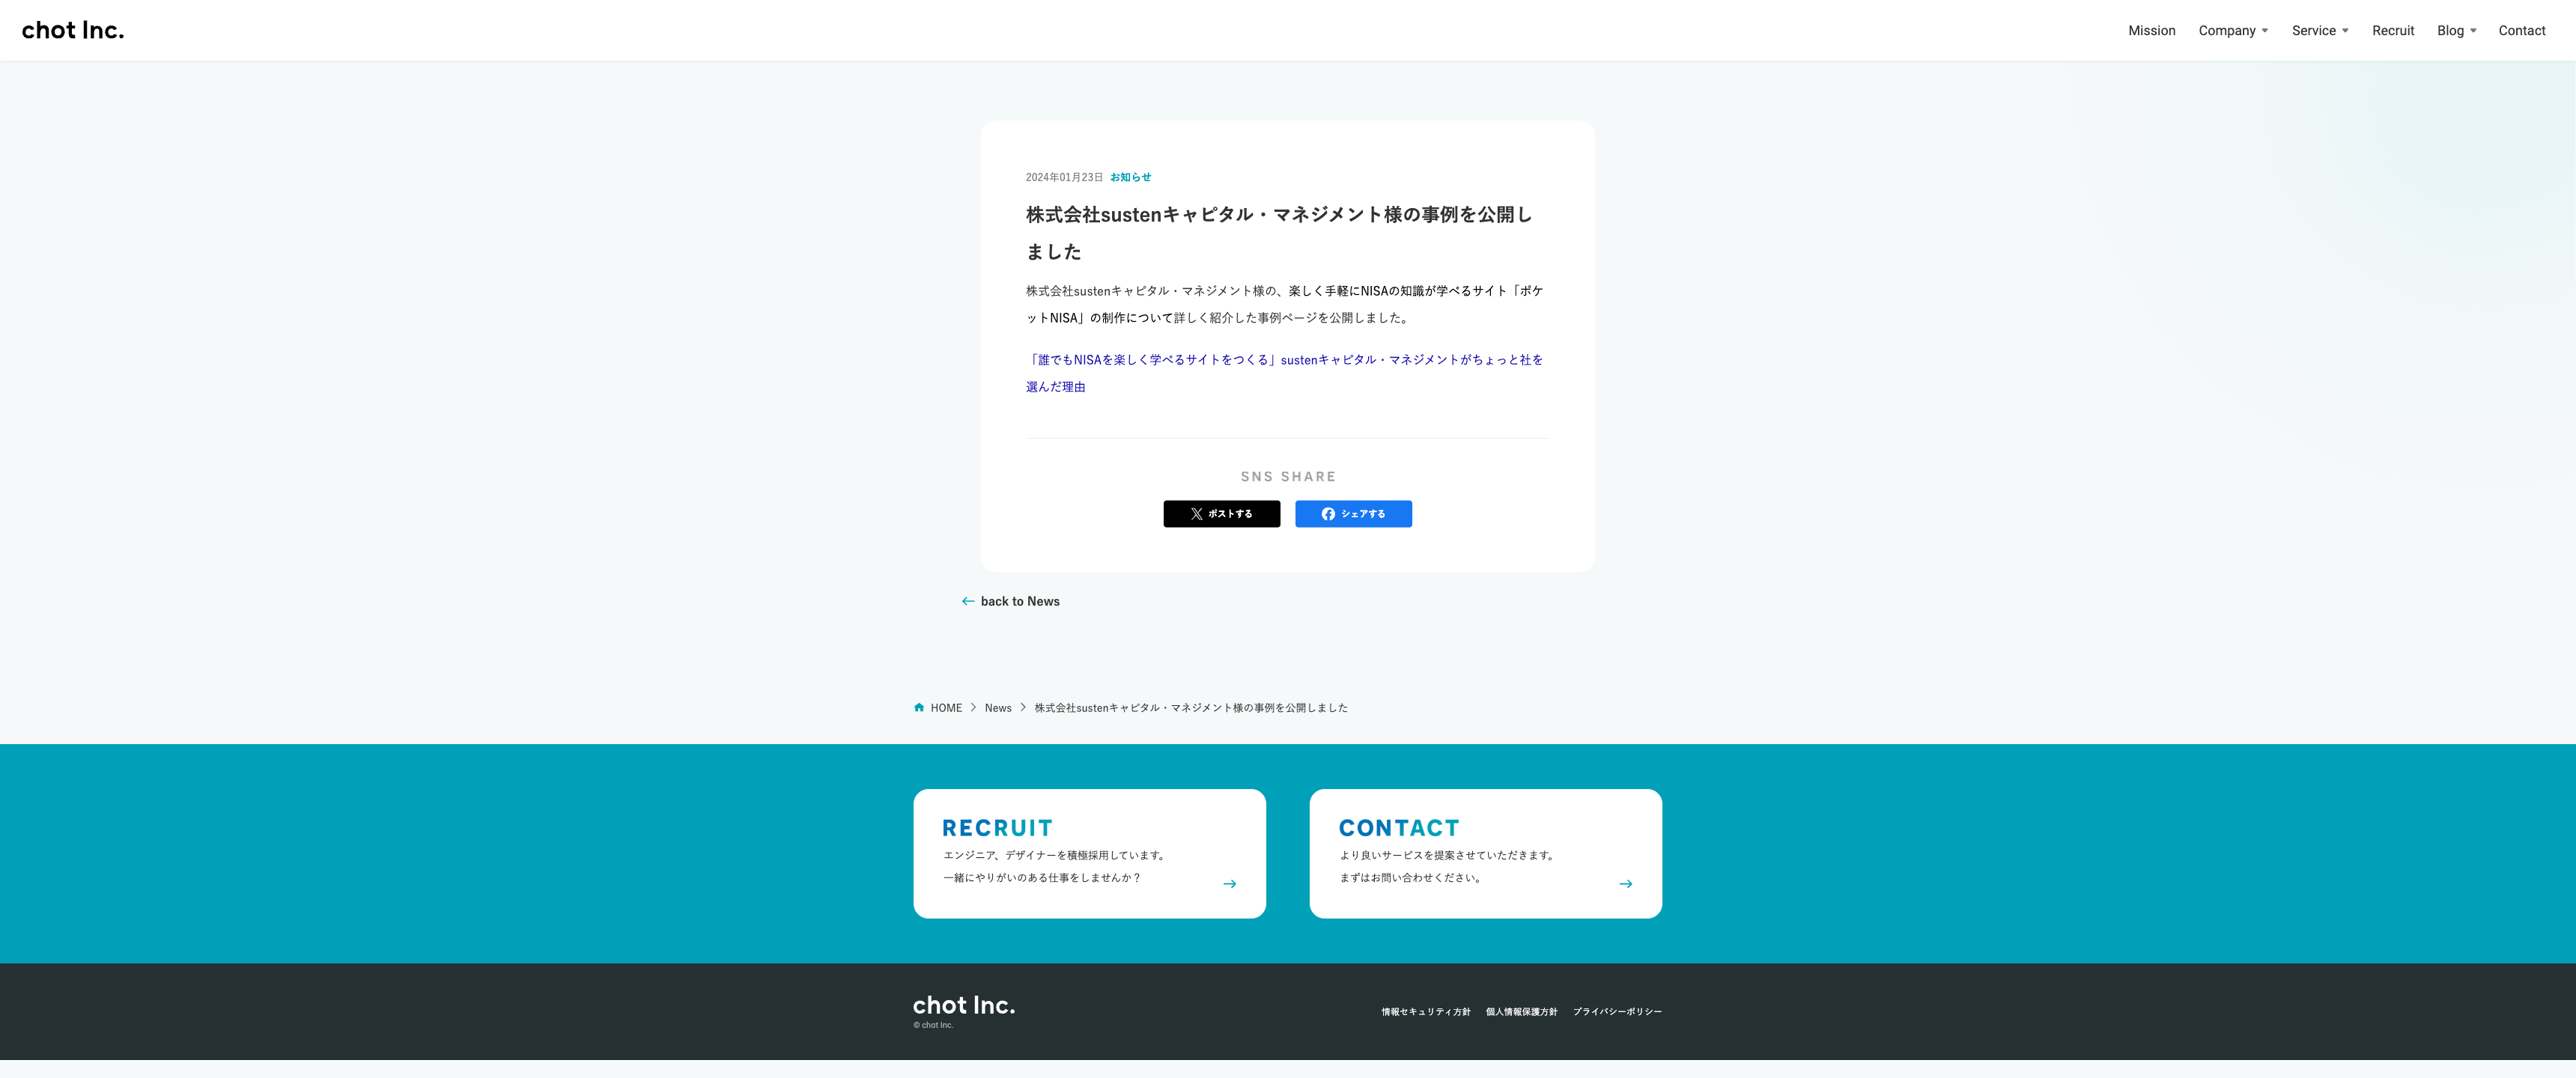 chot Inc.
Mission Company Service Recruit Blog Contact
2024年01月23日 お知らせ
株式会社sustenキャピタル・マネジメント様の事例を公開し
ました
株式会社sustenキャピタル・マネジメント様の、楽しく手軽にNISAの知識が学べるサイト「ポケ
ットNISA」の制作について詳しく紹介した事例ページを公開しました。
「誰でもNISAを楽しく学べるサイトをつくる」sustenキャピタル・マネジメントがちょっと社を
選んだ理由
SNS SHARE
ポストする シェアする
back to News
HOME News 株式会社sustenキャピタル・マネジメント様の事例を公開しました
RECRUIT
エンジニア、デザイナーを積極採用しています。
一緒にやりがいのある仕事をしませんか？
CONTACT
より良いサービスを提案させていただきます。
まずはお問い合わせください。
chot Inc.
© chot Inc.
情報セキュリティ方針 個人情報保護方針 プライバシーポリシー